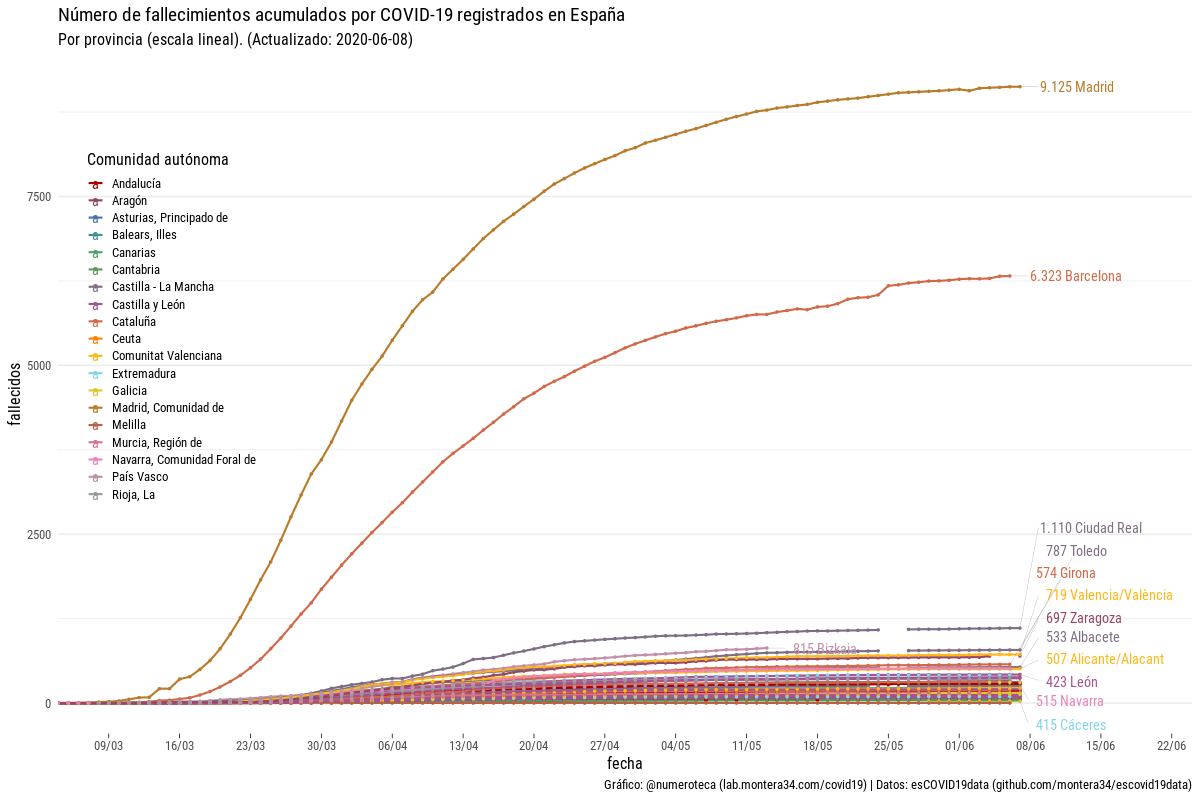 Número de fallecimientos acumulados por COVID-19 registrados en España
Por provincia (escala lineal). (Actualizado: 2020-06-08)
9.125 Madrid
Comunidad autónoma
Andalucía
Aragón
Asturias, Principado de
Balears, Illes
Canarias
Cantabria
Castilla - La Mancha
Castilla y León
Cataluña
Ceuta
Comunitat Valenciana
Extremadura
Galicia
Madrid, Comunidad de
Melilla
Murcia, Región de
Navarra, Comunidad Foral de
País Vasco
Rioja, La
7500
5000
2500
0
fallecidos
6.323 Barcelona
1.110 Ciudad Real
787 Toledo
574 Girona
719 Valencia/València
697 Zaragoza
533 Albacete
815 Bizkaia
507 Alicante/Alacant
423 León
515 Navarra
415 Cáceres
09/03 16/03 23/03 30/03 06/04 13/04 20/04 27/04 04/05 11/05 18/05 25/05 01/06 08/06 15/06 22/06
fecha
Gráfico: @numeroteca (lab.montera34.com/covid19) | Datos: esCOVID19data (github.com/montera34/escovid19data)